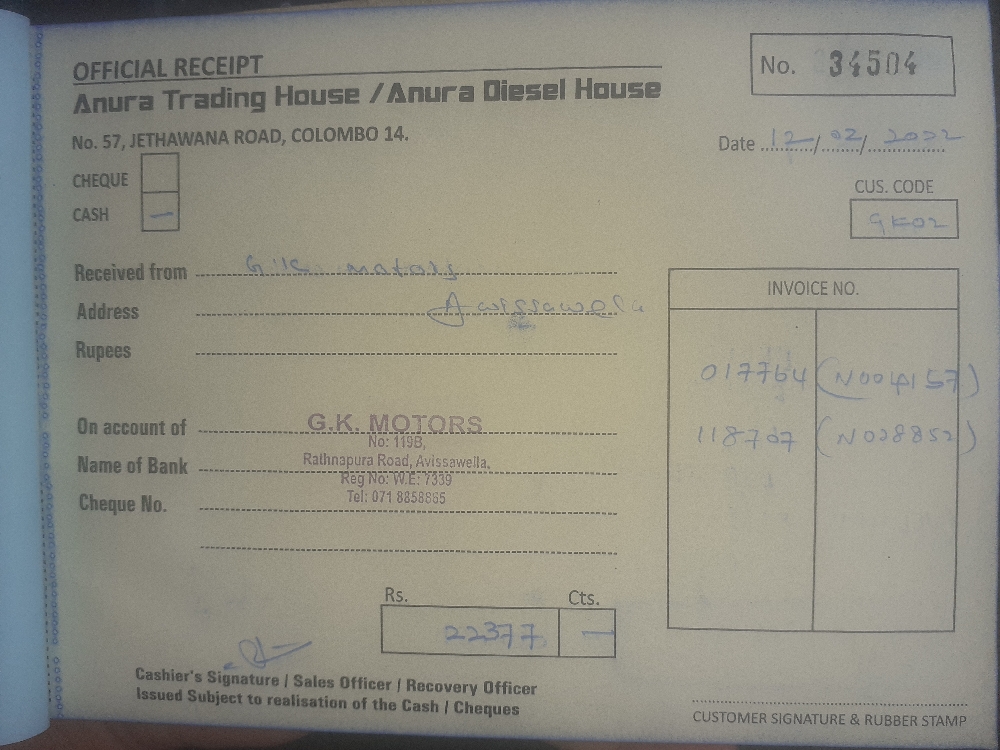 OFFICIAL RECEIPT
Anura Trading House / Anura Diesel House
No. 57, JETHAWANA ROAD, COLOMBO 14.
No. 34504
Date 12/02/2022
CHEQUE
CASH —
CUS. CODE
GK02
Received from G.K. Motors
Address Avissawella
Rupees
On account of
Name of Bank
Cheque No.
G.K. MOTORS
No: 119B,
Rathnapura Road, Avissawella,
Reg No: W.E: 7339
Tel: 071 8858865
INVOICE NO.
017764 (N004157)
118707 (N028852)
Rs. Cts.
22377 —
Cashier's Signature / Sales Officer / Recovery Officer
Issued Subject to realisation of the Cash / Cheques
CUSTOMER SIGNATURE & RUBBER STAMP